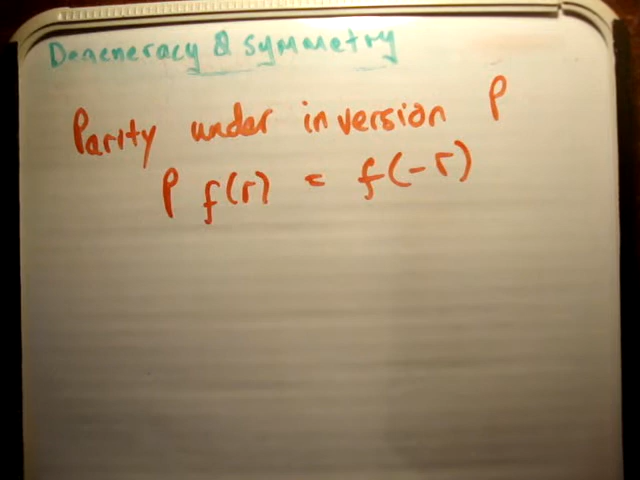 Degeneracy & symmetry
Parity under inversion P
P f(r) = f(-r)